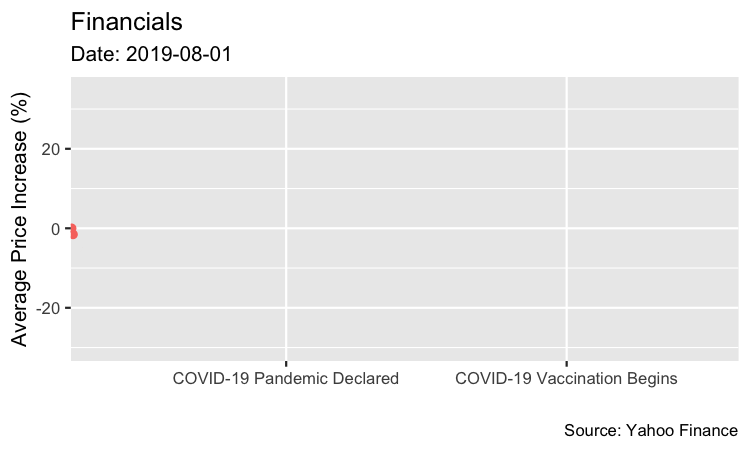 Financials
Date: 2019-08-01
Average Price Increase (%)
20
0
-20
COVID-19 Pandemic Declared
COVID-19 Vaccination Begins
Source: Yahoo Finance